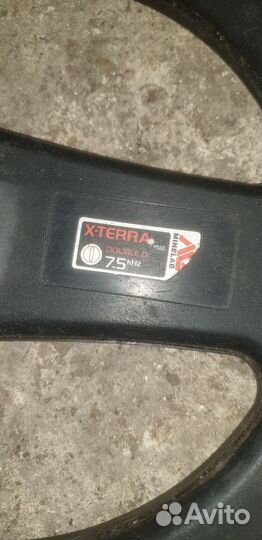 X-TERRA
DOUBLE D
7.5 kHz
MINELAB
Avito